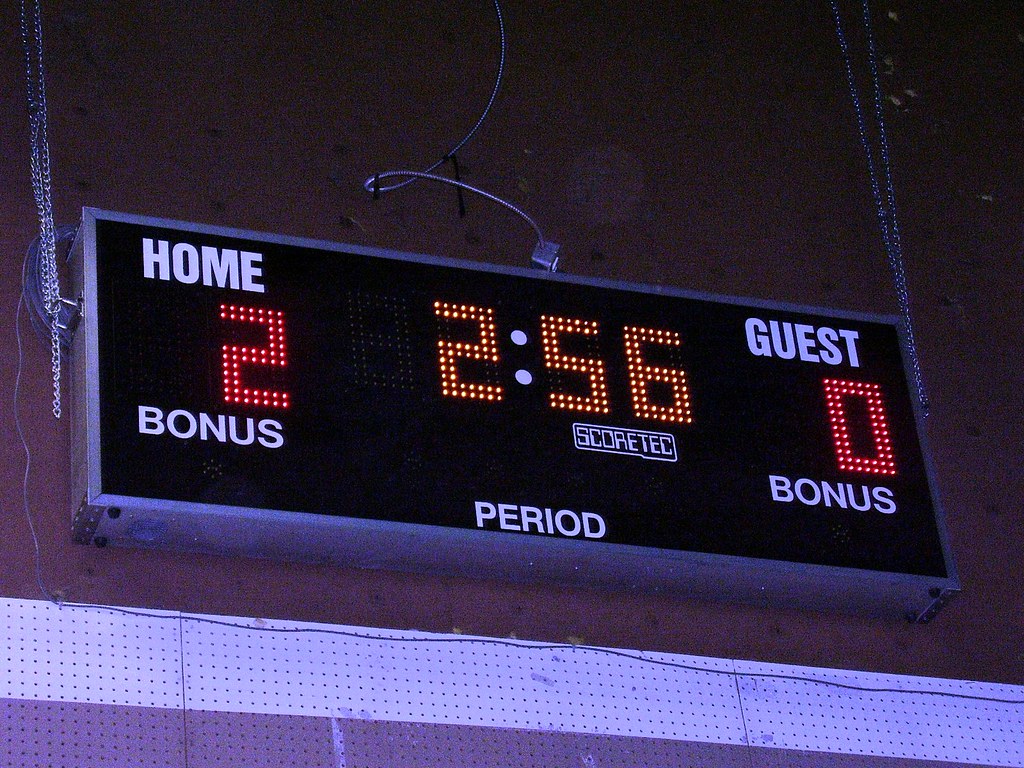 HOME
2
BONUS
2:56
SCORETEC
PERIOD
GUEST
0
BONUS